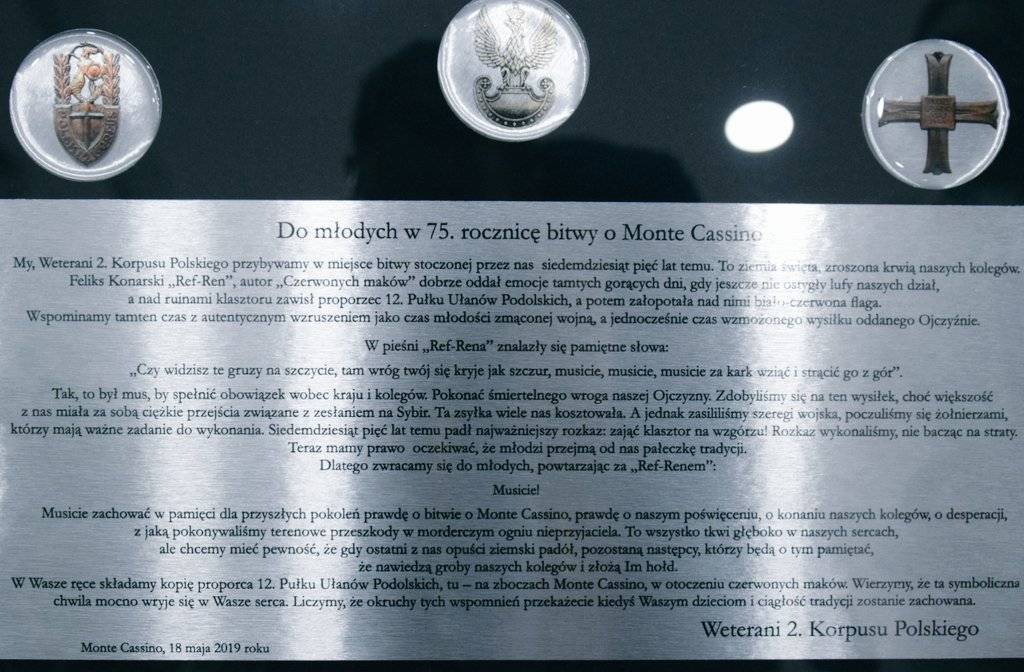 Do młodych w 75. rocznicę bitwy o Monte Cassino
My, Weterani 2. Korpusu Polskiego przybywamy w miejsce bitwy stoczonej przez nas siedemdziesiąt pięć lat temu. To ziemia święta, zroszona krwią naszych kolegów.
Feliks Konarski „Ref-Ren”, autor „Czerwonych maków” dobrze oddał emocje tamtych gorących dni, gdy jeszcze nie ostygły lufy naszych dział,
a nad ruinami klasztoru zawisł proporzec 12. Pułku Ułanów Podolskich, a potem załopotała nad nimi biało-czerwona flaga.
Wspominamy tamten czas z autentycznym wzruszeniem jako czas młodości zmąconej wojną, a jednocześnie czas wzmożonego wysiłku oddanego Ojczyźnie.
W pieśni „Ref-Rena” znalazły się pamiętne słowa:
„Czy widzisz te gruzy na szczycie, tam wróg twój się kryje jak szczur, musicie, musicie, musicie za kark wziąć i strącić go z gór”.
Tak, to był mus, by spełnić obowiązek wobec kraju i kolegów. Pokonać śmiertelnego wroga naszej Ojczyzny. Zdobyliśmy się na ten wysiłek, choć większość
z nas miała za sobą ciężkie przejścia związane z zesłaniem na Sybir. Ta zsyłka wiele nas kosztowała. A jednak zasililiśmy szeregi wojska, poczuliśmy się żołnierzami,
którzy mają ważne zadanie do wykonania. Siedemdziesiąt pięć lat temu padł najważniejszy rozkaz: zająć klasztor na wzgórzu! Rozkaz wykonaliśmy, nie bacząc na straty.
Teraz mamy prawo oczekiwać, że młodzi przejmą od nas pałeczkę tradycji.
Dlatego zwracamy się do młodych, powtarzając za „Ref-Renem”:
Musicie!
Musicie zachować w pamięci dla przyszłych pokoleń prawdę o bitwie o Monte Cassino, prawdę o naszym poświęceniu, o konaniu naszych kolegów, o desperacji,
z jaką pokonywaliśmy terenowe przeszkody w morderczym ogniu nieprzyjaciela. To wszystko tkwi głęboko w naszych sercach,
ale chcemy mieć pewność, że gdy ostatni z nas opuści ziemski padół, pozostaną następcy, którzy będą o tym pamiętać,
że nawiedzą groby naszych kolegów i złożą Im hołd.
W Wasze ręce składamy kopię proporca 12. Pułku Ułanów Podolskich, tu – na zboczach Monte Cassino, w otoczeniu czerwonych maków. Wierzymy, że ta symboliczna
chwila mocno wryje się w Wasze serca. Liczymy, że okruchy tych wspomnień przekażecie kiedyś Waszym dzieciom i ciągłość tradycji zostanie zachowana.
Weterani 2. Korpusu Polskiego
Monte Cassino, 18 maja 2019 roku